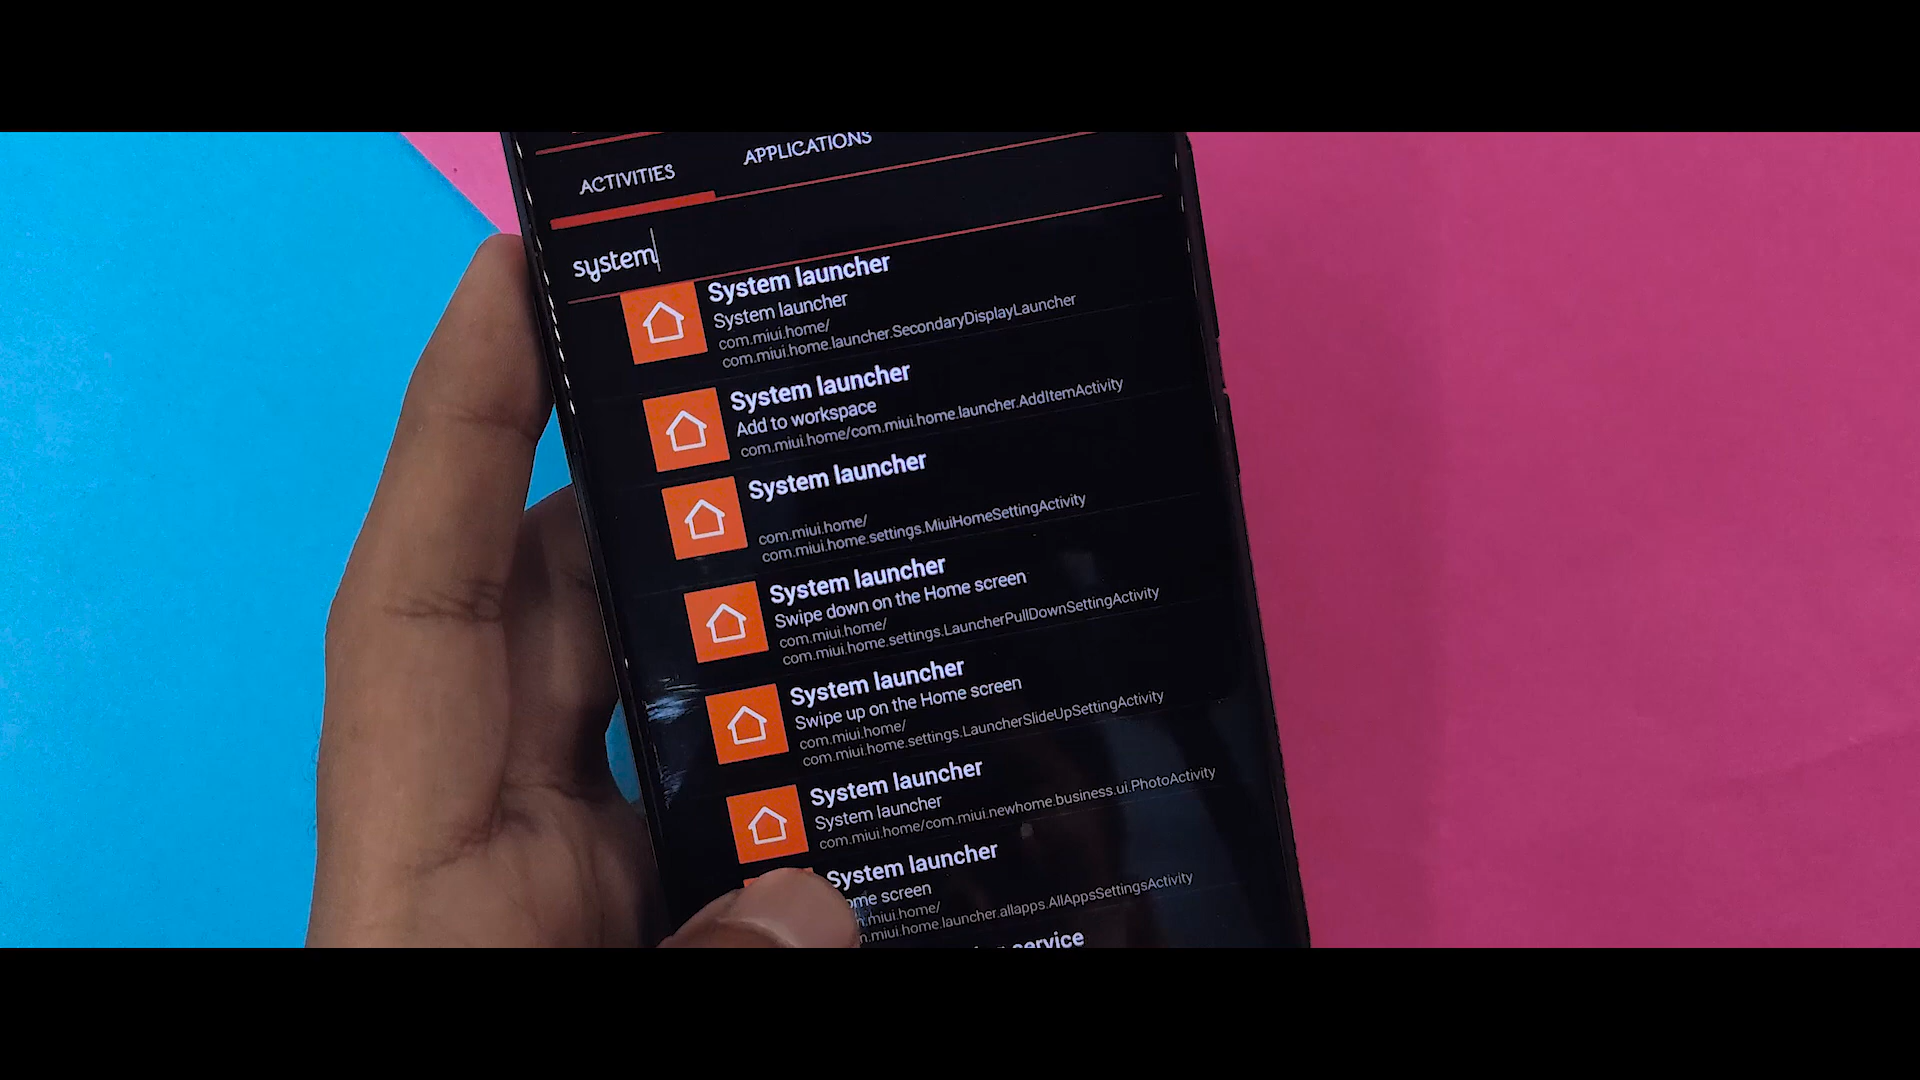 ACTIVITIES
APPLICATIONS
system
System launcher
System launcher
com.miui.home/
com.miui.home.launcher.SecondaryDisplayLauncher
System launcher
Add to workspace
com.miui.home/com.miui.home.launcher.AddItemActivity
System launcher
com.miui.home/
com.miui.home.settings.MiuiHomeSettingActivity
System launcher
Swipe down on the Home screen
com.miui.home/
com.miui.home.settings.LauncherPullDownSettingActivity
System launcher
Swipe up on the Home screen
com.miui.home/
com.miui.home.settings.LauncherSlideUpSettingActivity
System launcher
System launcher
com.miui.home/com.miui.newhome.business.ui.PhotoActivity
System launcher
ome screen
miui.home/
m.miui.home.launcher.allapps.AllAppsSettingsActivity
service